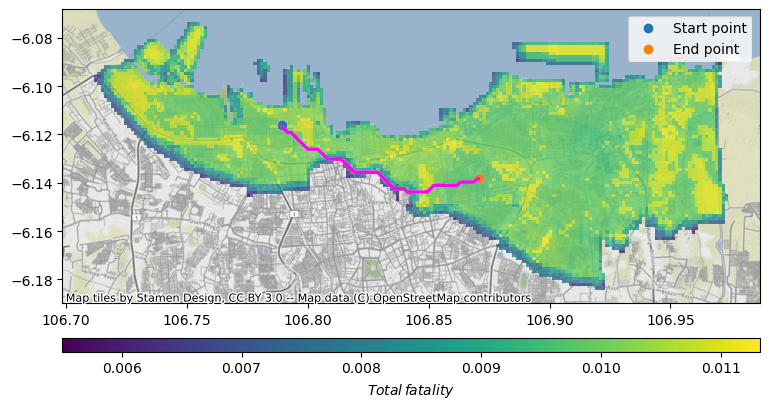 Start point
End point
−6.08
−6.10
−6.12
−6.14
−6.16
−6.18
Map tiles by Stamen Design, CC BY 3.0 -- Map data (C) OpenStreetMap contributors
106.70 106.75 106.80 106.85 106.90 106.95
0.006 0.007 0.008 0.009 0.010 0.011
Total fatality